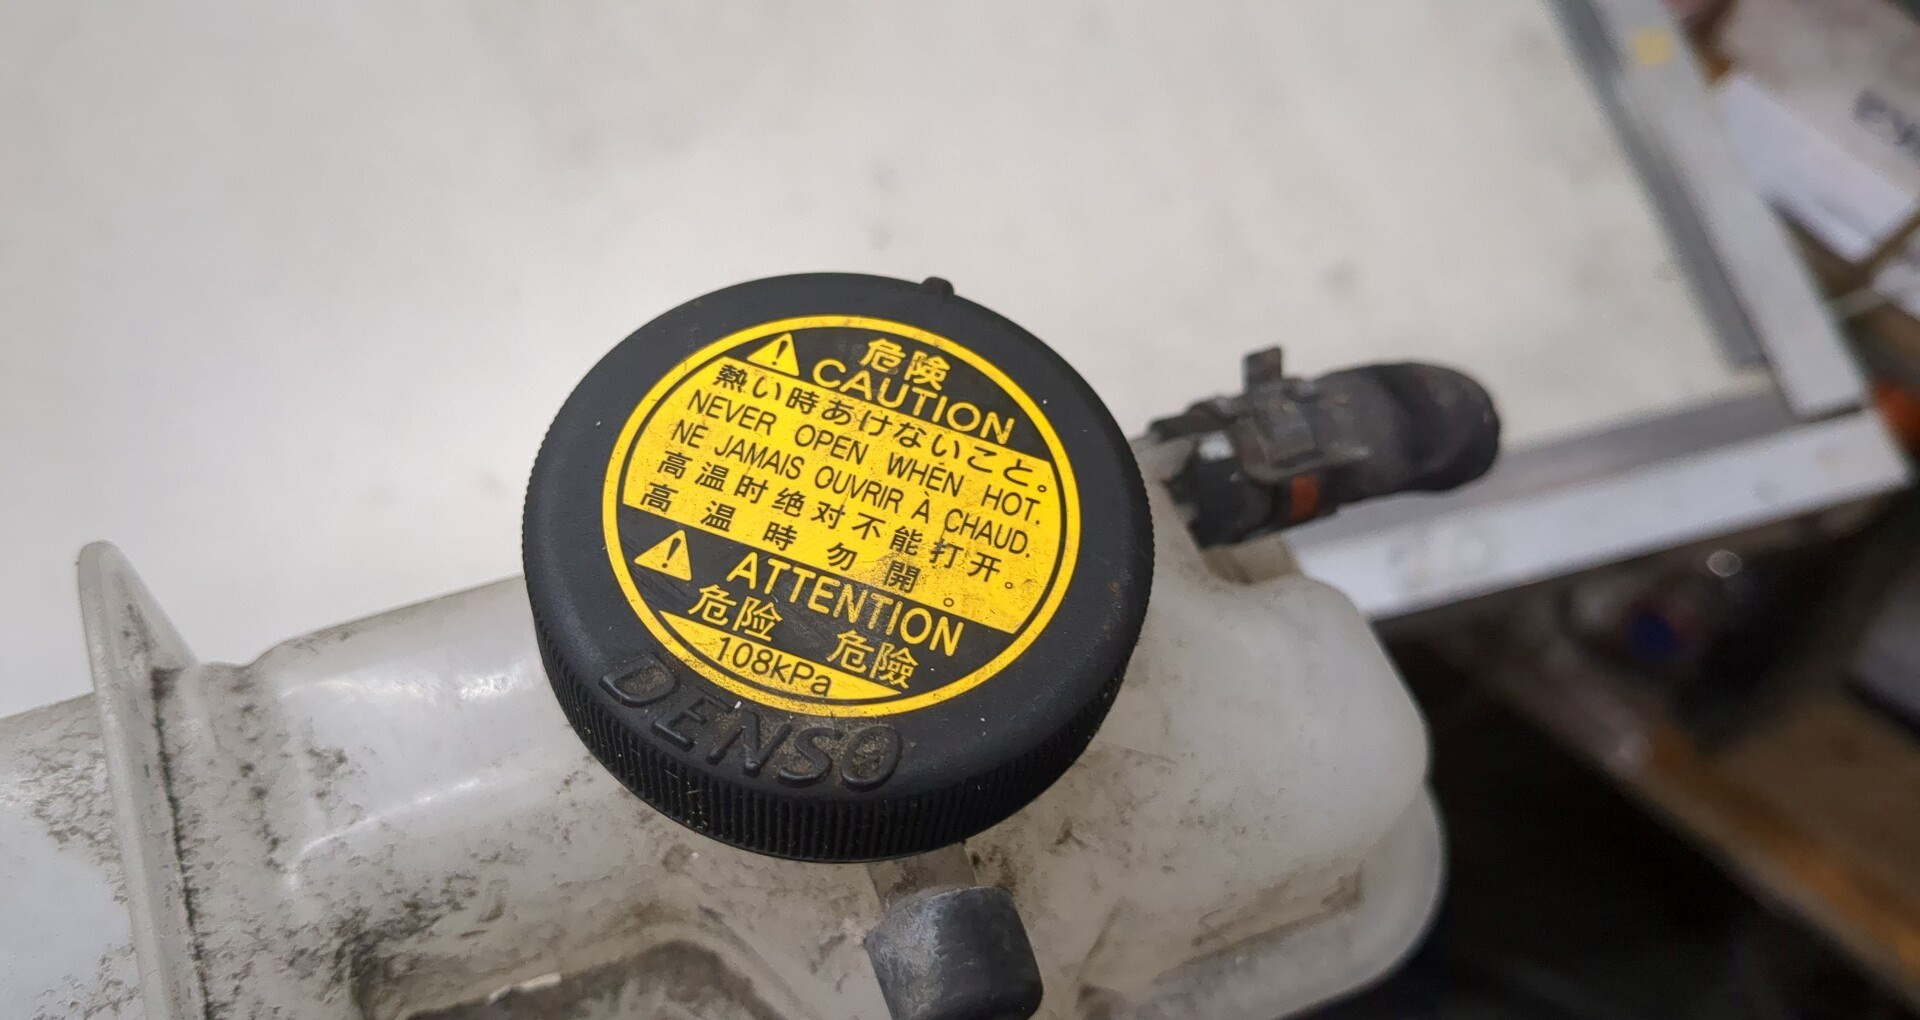 危険
CAUTION
熱い時あけないこと。
NEVER OPEN WHEN HOT.
NE JAMAIS OUVRIR À CHAUD.
高温时绝对不能打开。
高温時勿開。
ATTENTION
危险 危險
108kPa
DENSO